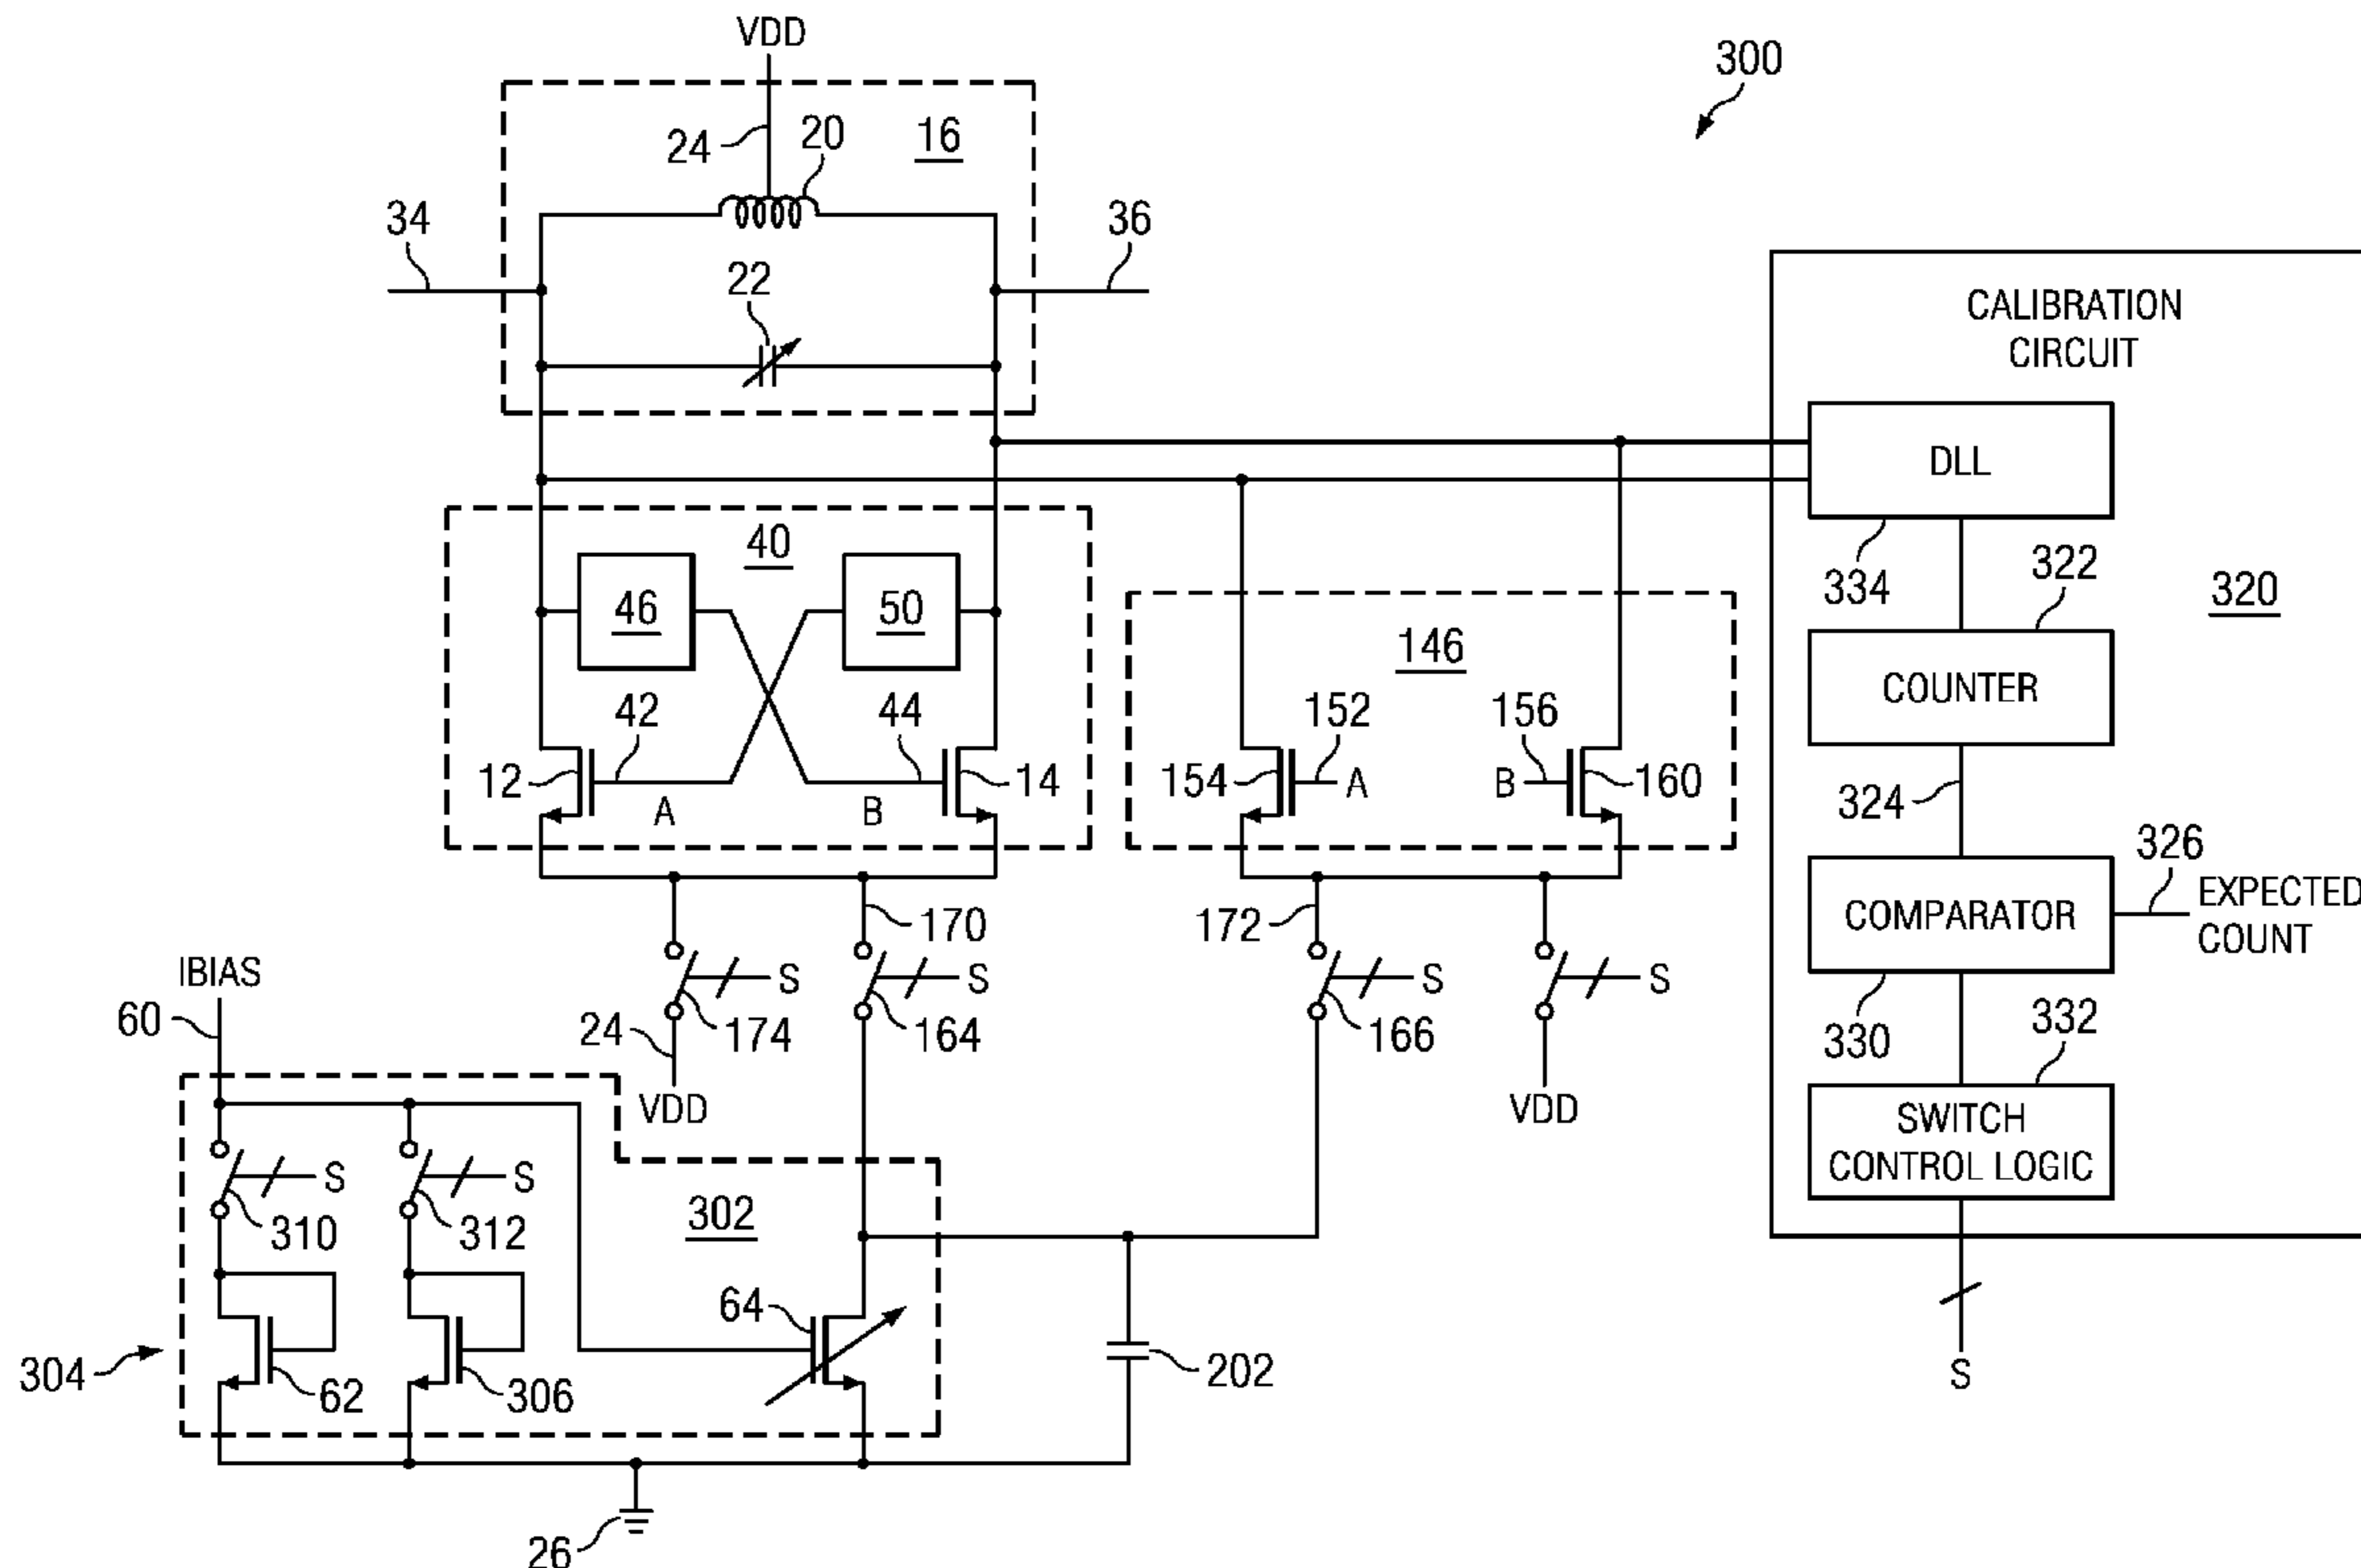 VDD
300
24
20
16
34
36
22
CALIBRATION
CIRCUIT
DLL
40
334
322
46
50
320
146
COUNTER
42
44
152
156
12
14
154
A
B
160
A
B
324
326
EXPECTED
COUNT
COMPARATOR
170
172
IBIAS
S
S
S
S
60
24
174
164
166
330
332
VDD
VDD
SWITCH
CONTROL LOGIC
S
S
310
312
302
64
304
62
306
202
S
26